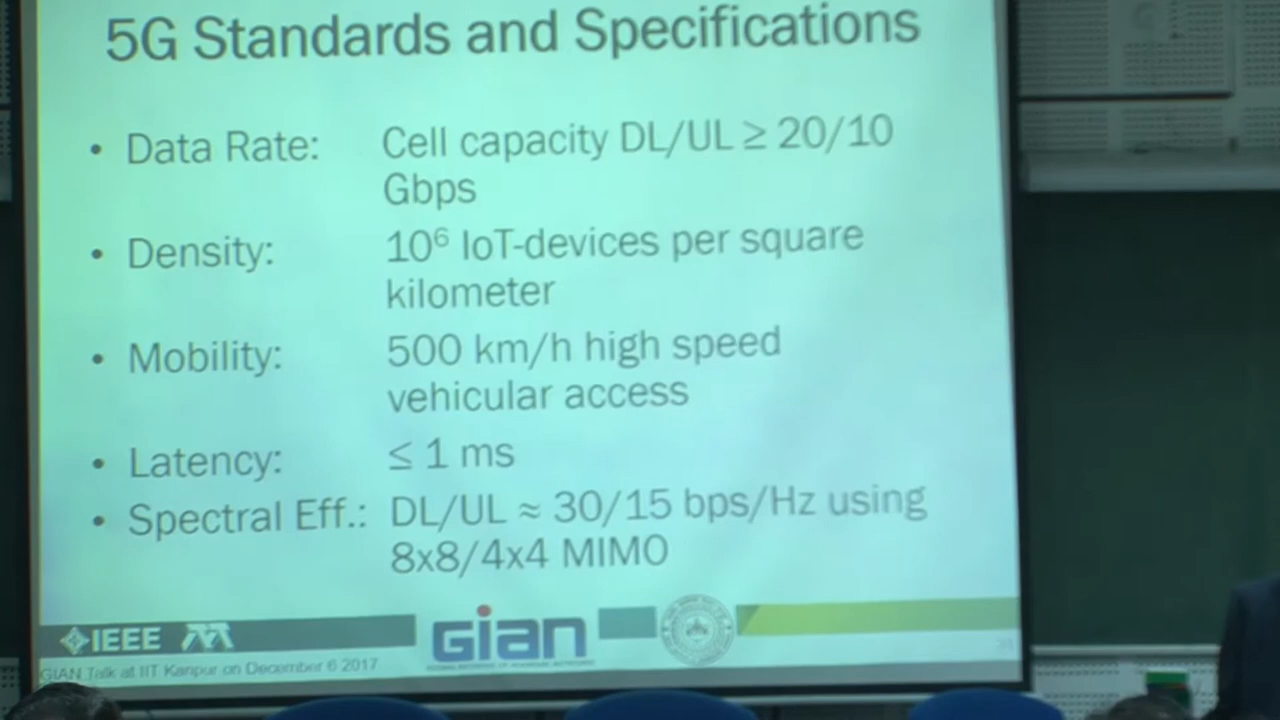 5G Standards and Specifications
• Data Rate: Cell capacity DL/UL ≥ 20/10
Gbps
• Density: 10⁶ IoT-devices per square
kilometer
• Mobility: 500 km/h high speed
vehicular access
• Latency: ≤ 1 ms
• Spectral Eff.: DL/UL ≈ 30/15 bps/Hz using
8x8/4x4 MIMO
IEEE
Gian
GIAN Talk at IIT Kanpur on December 6 2017